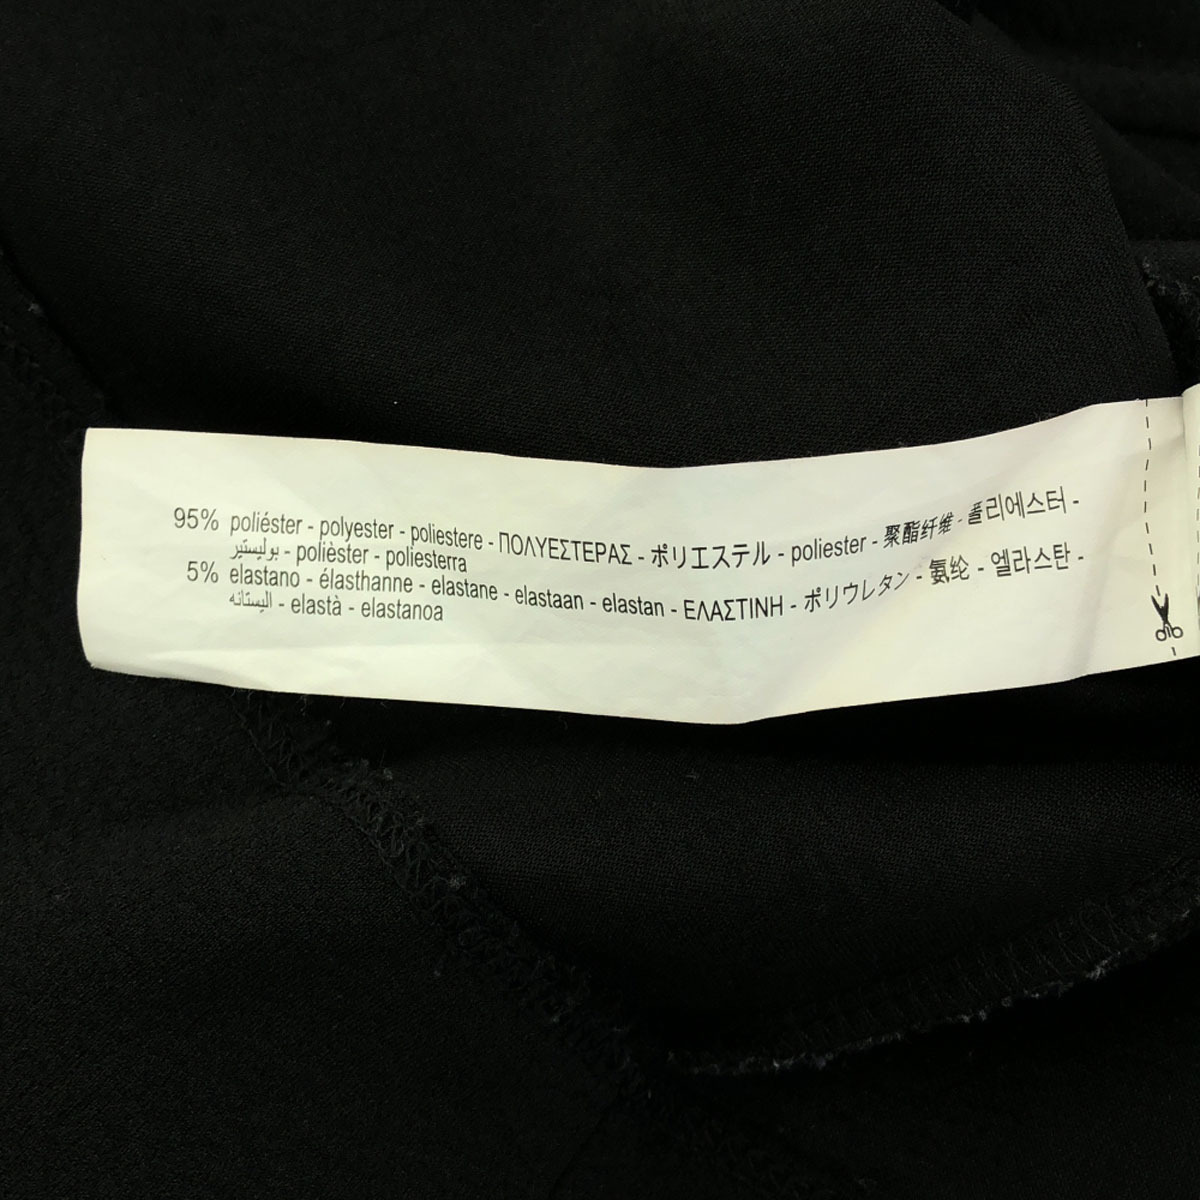 95% poliéster - polyester - poliestere - ΠΟΛΥΕΣΤΕΡΑΣ - ポリエステル - poliester - 聚酯纤维 - 폴리에스터 -
بوليستير - polièster - poliesterra
5% elastano - élasthanne - elastane - elastaan - elastan - ΕΛΑΣΤΙΝΗ - ポリウレタン - 氨纶 - 엘라스탄 -
اليستانه - elastà - elastanoa